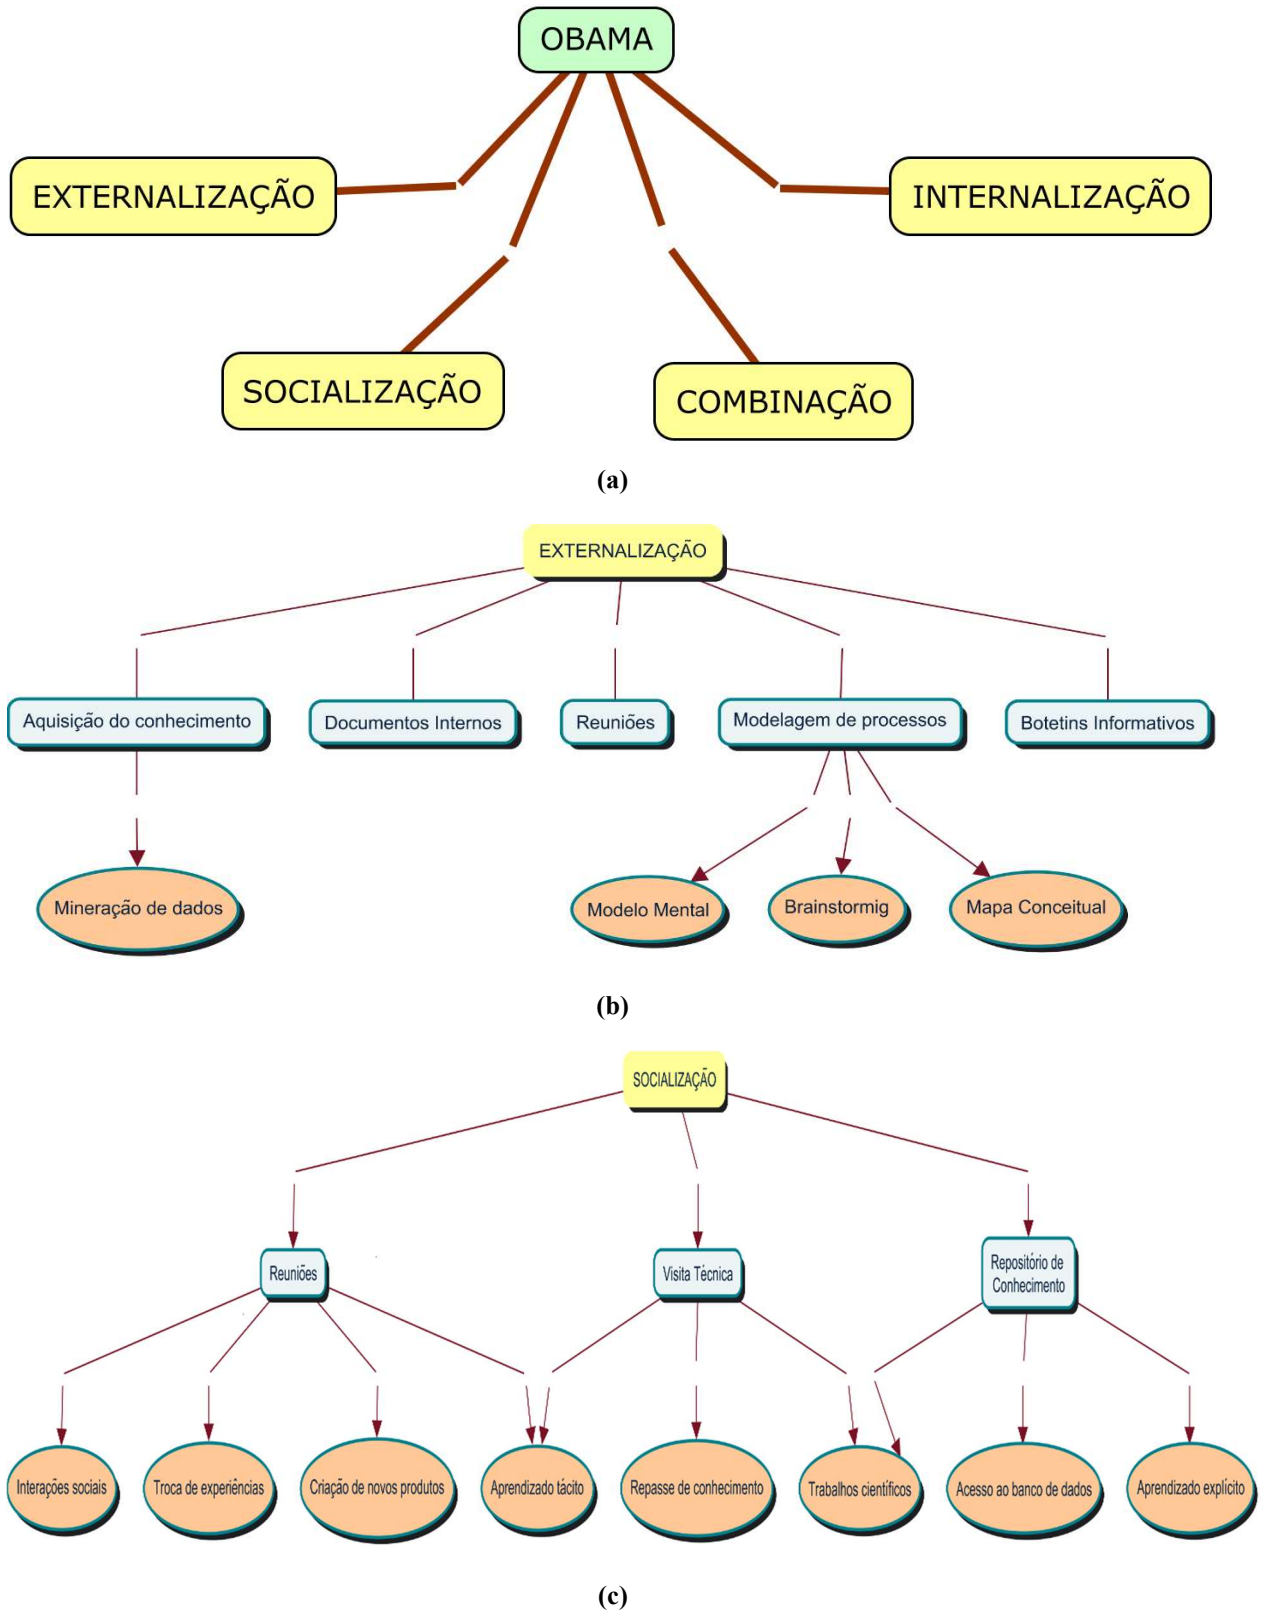 OBAMA
EXTERNALIZAÇÃO
INTERNALIZAÇÃO
SOCIALIZAÇÃO
COMBINAÇÃO
(a)
EXTERNALIZAÇÃO
Aquisição do conhecimento
Documentos Internos
Reuniões
Modelagem de processos
Botetins Informativos
Mineração de dados
Modelo Mental
Brainstormig
Mapa Conceitual
(b)
SOCIALIZAÇÃO
Reuniões
Visita Técnica
Repositório de
Conhecimento
Interações sociais
Troca de experiências
Criação de novos produtos
Aprendizado tácito
Repasse de conhecimento
Trabalhos científicos
Acesso ao banco de dados
Aprendizado explícito
(c)